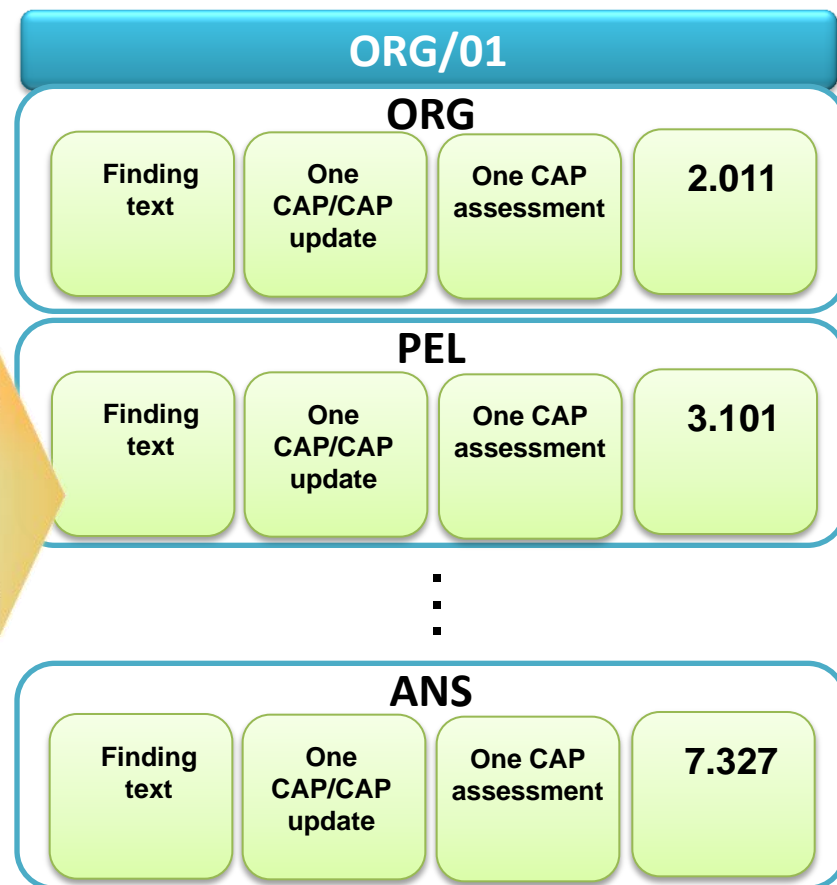 ORG/01
ORG
Finding
text
One
CAP/CAP
update
One CAP
assessment
2.011
PEL
Finding
text
One
CAP/CAP
update
One CAP
assessment
3.101
ANS
Finding
text
One
CAP/CAP
update
One CAP
assessment
7.327